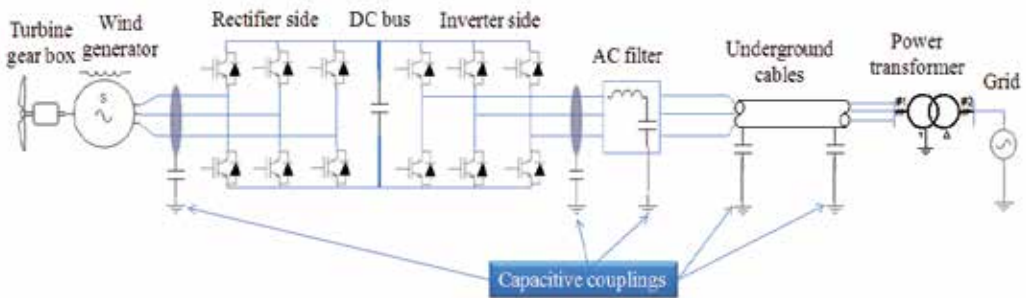 Turbine
gear box
Wind
generator
Rectifier side
DC bus
Inverter side
AC filter
Underground
cables
Power
transformer
Grid
S
Capacitive couplings